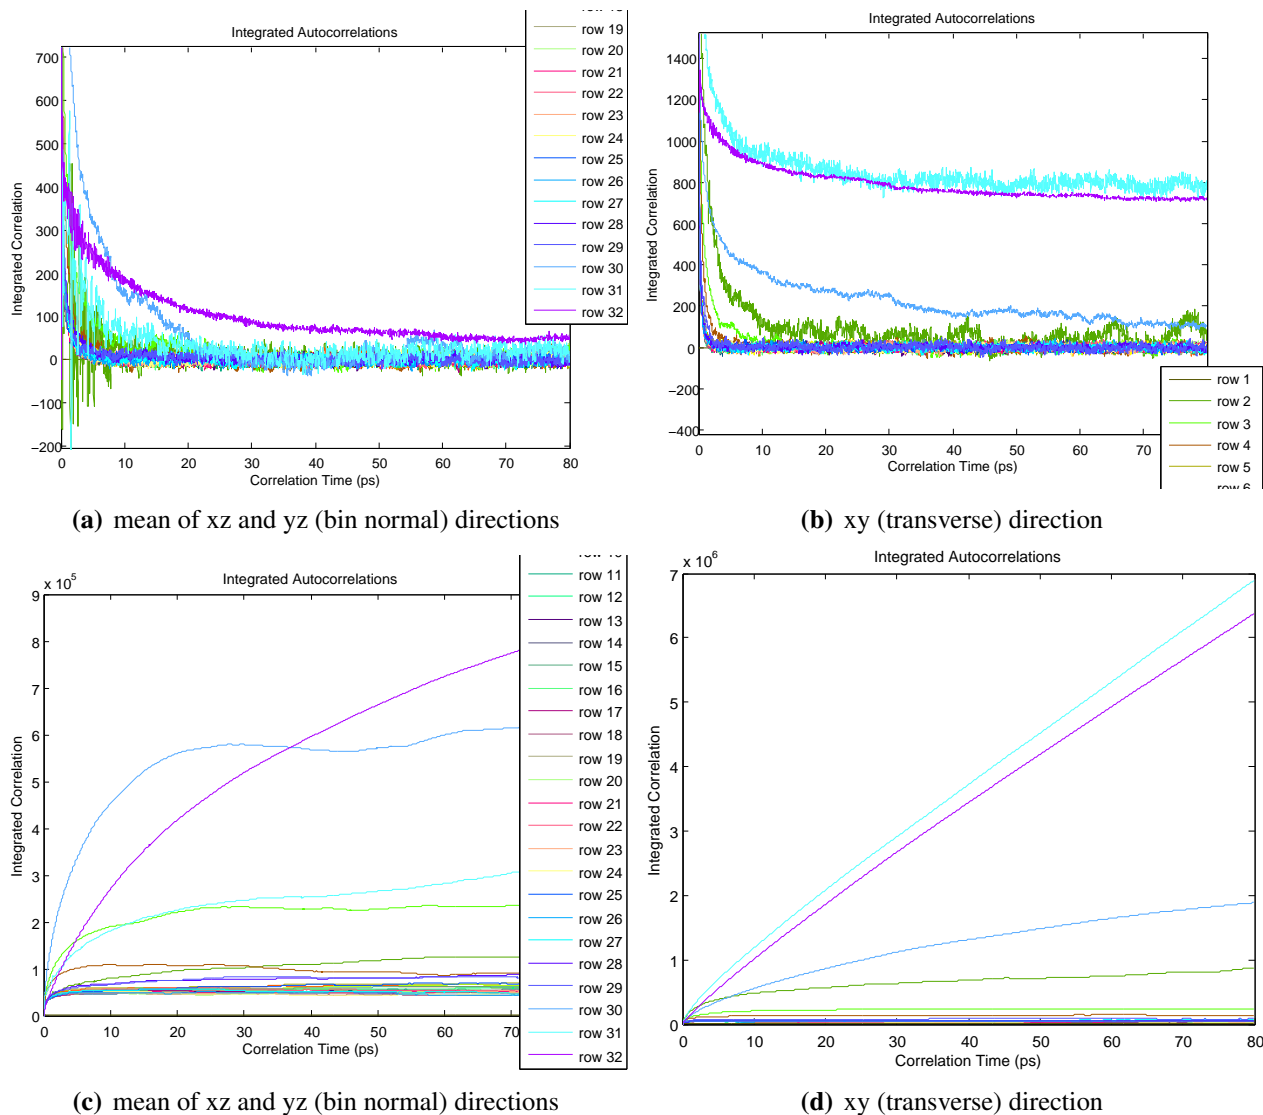 Integrated Autocorrelations
700
600
500
400
300
200
100
0
−100
−200
0 10 20 30 40 50 60 70 80
Integrated Correlation
Correlation Time (ps)
row 19
row 20
row 21
row 22
row 23
row 24
row 25
row 26
row 27
row 28
row 29
row 30
row 31
row 32
(a) mean of xz and yz (bin normal) directions
Integrated Autocorrelations
1400
1200
1000
800
600
400
200
0
−200
−400
0 10 20 30 40 50 60 70
Integrated Correlation
Correlation Time (ps)
row 1
row 2
row 3
row 4
row 5
(b) xy (transverse) direction
x 10⁵
Integrated Autocorrelations
9
8
7
6
5
4
3
2
1
0
0 10 20 30 40 50 60 70
Integrated Correlation
Correlation Time (ps)
row 11
row 12
row 13
row 14
row 15
row 16
row 17
row 18
row 19
row 20
row 21
row 22
row 23
row 24
row 25
row 26
row 27
row 28
row 29
row 30
row 31
row 32
(c) mean of xz and yz (bin normal) directions
x 10⁶
Integrated Autocorrelations
7
6
5
4
3
2
1
0
0 10 20 30 40 50 60 70 80
Integrated Correlation
Correlation Time (ps)
(d) xy (transverse) direction